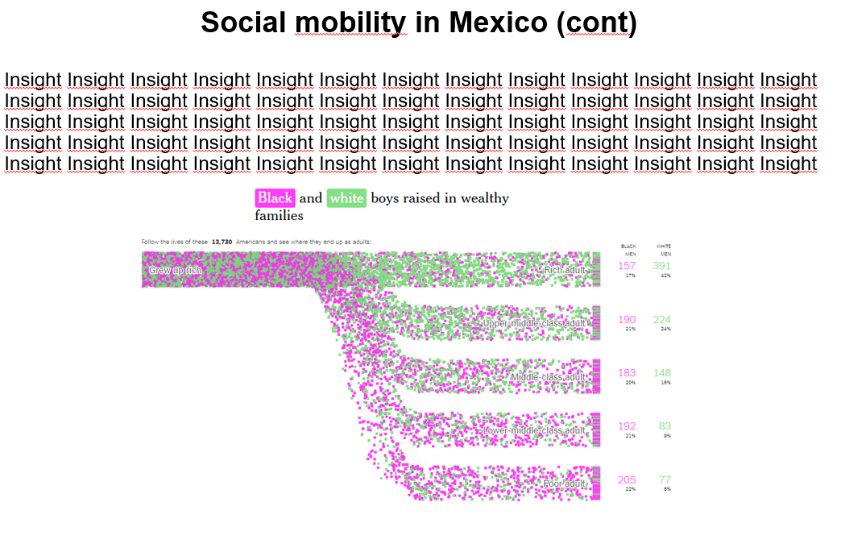 Social mobility in Mexico (cont)
Insight Insight Insight Insight Insight Insight Insight Insight Insight Insight Insight Insight Insight
Insight Insight Insight Insight Insight Insight Insight Insight Insight Insight Insight Insight Insight
Insight Insight Insight Insight Insight Insight Insight Insight Insight Insight Insight Insight Insight
Insight Insight Insight Insight Insight Insight Insight Insight Insight Insight Insight Insight Insight
Insight Insight Insight Insight Insight Insight Insight Insight Insight Insight Insight Insight Insight
Black and white boys raised in wealthy
families
Follow the lives of these 13,730 Americans and see where they end up as adults:
BLACK WHITE
MEN MEN
Grew up rich Rich adult 157 391
17%
Upper-middle-class adult 190 224
21% 24%
Middle-class adult 183 148
20% 16%
Lower-middle-class adult 192 83
21% 9%
Poor adult 205 77
22%